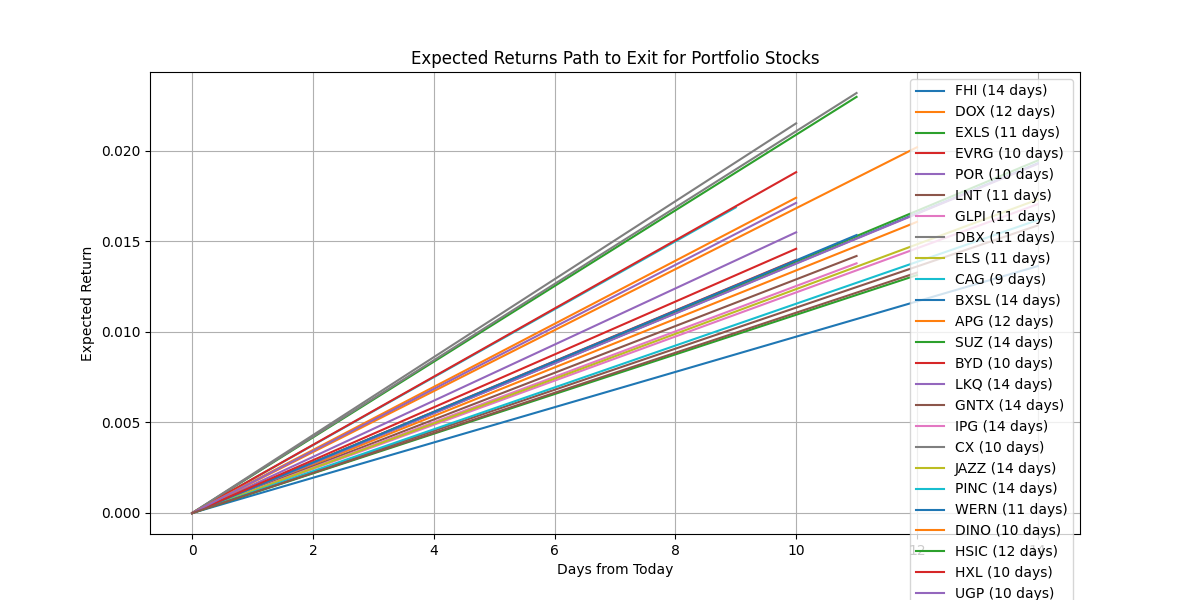 Expected Returns Path to Exit for Portfolio Stocks
Expected Return
0.020
0.015
0.010
0.005
0.000
0
2
4
6
8
10
12
Days from Today
FHI (14 days)
DOX (12 days)
EXLS (11 days)
EVRG (10 days)
POR (10 days)
LNT (11 days)
GLPI (11 days)
DBX (11 days)
ELS (11 days)
CAG (9 days)
BXSL (14 days)
APG (12 days)
SUZ (14 days)
BYD (10 days)
LKQ (14 days)
GNTX (14 days)
IPG (14 days)
CX (10 days)
JAZZ (14 days)
PINC (14 days)
WERN (11 days)
DINO (10 days)
HSIC (12 days)
HXL (10 days)
UGP (10 days)